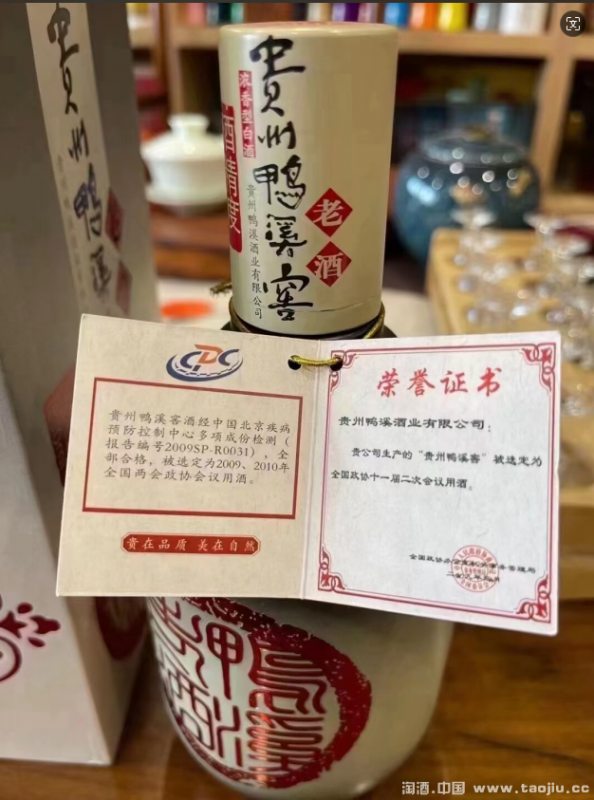 贵州鸭溪窖
浓香型白酒
贵州鸭溪酒业有限公司
老酒
贵州鸭溪
CDC
贵州鸭溪窖酒经中国北京疾病
预防控制中心多项成份检测（
报告编号2009SP-R0031），全
部合格，被选定为2009、2010年
全国两会政协会议用酒。
贵在品质 美在自然
荣誉证书
贵州鸭溪酒业有限公司：
贵公司生产的“贵州鸭溪窖”被选定为
全国政协十一届二次会议用酒。
淘酒.中国 www.taojiu.cc